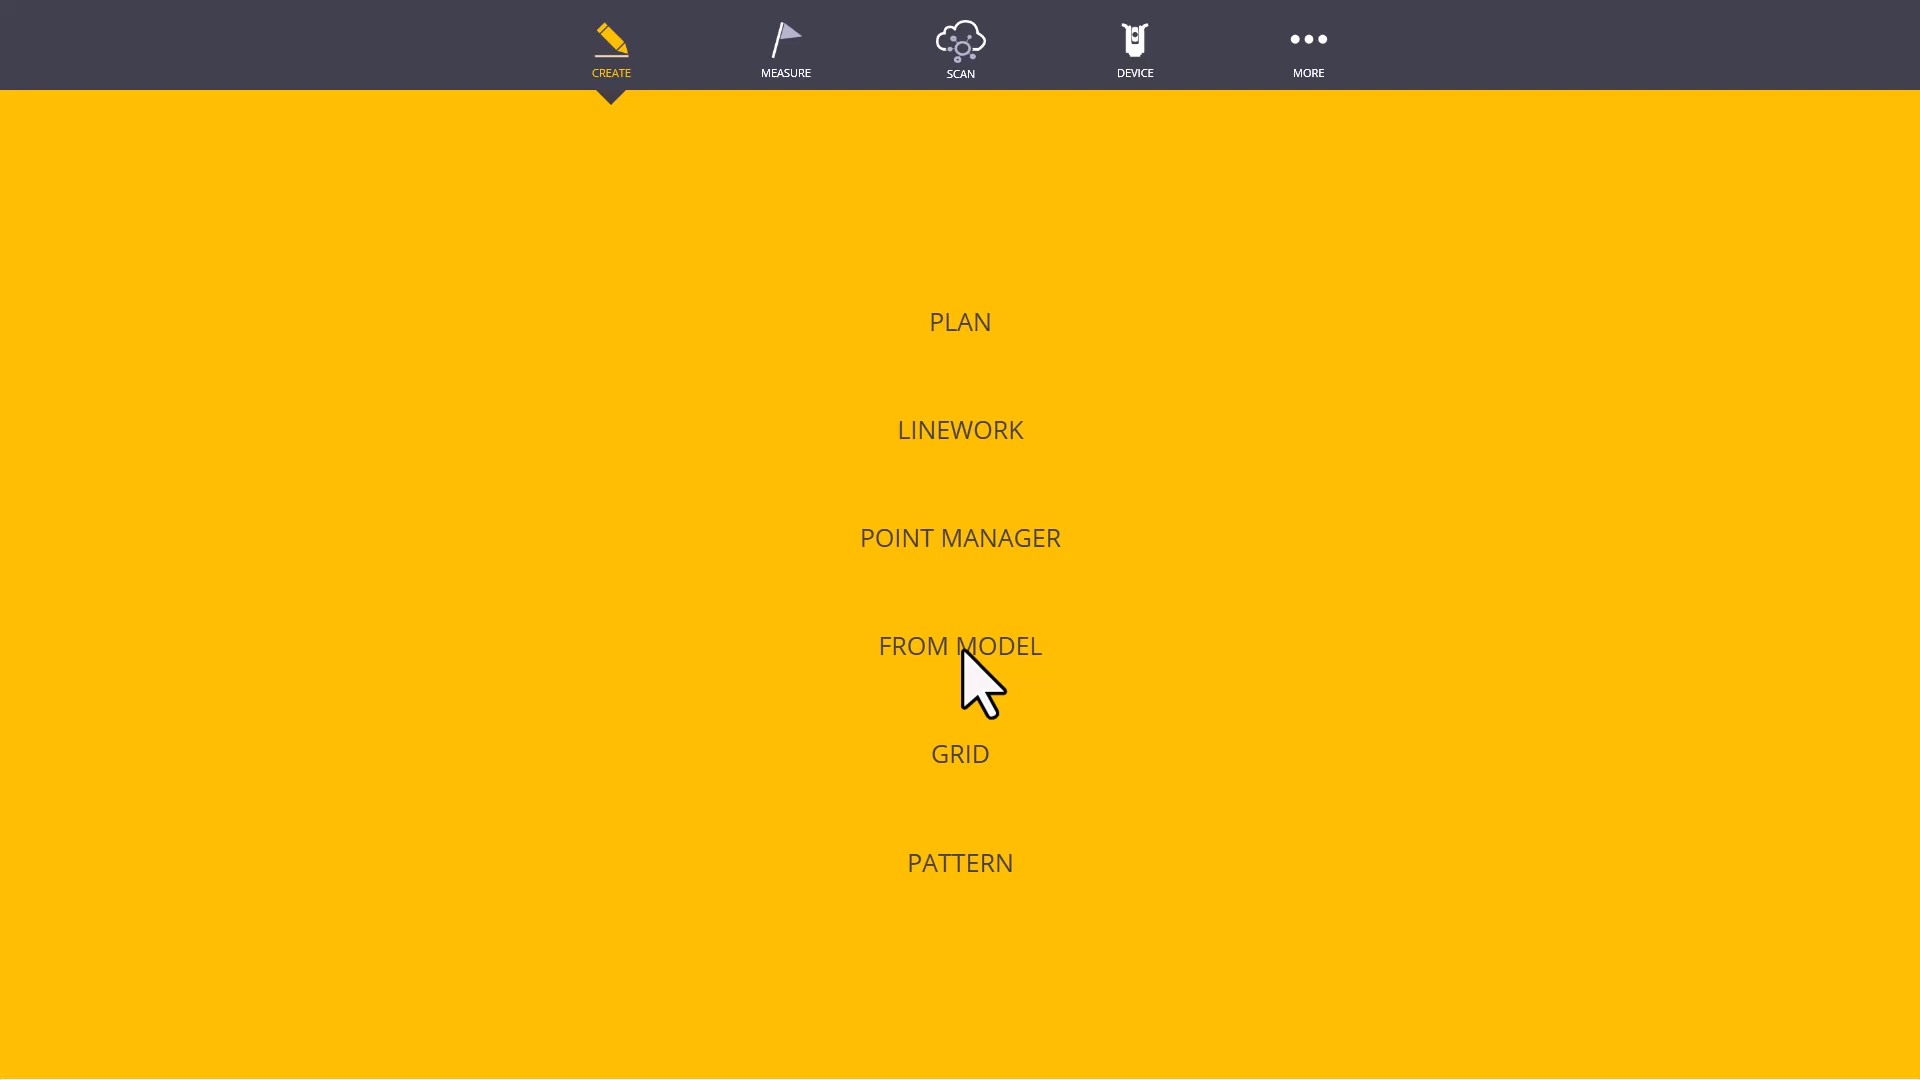 CREATE
MEASURE
SCAN
DEVICE
MORE
PLAN
LINEWORK
POINT MANAGER
FROM MODEL
GRID
PATTERN